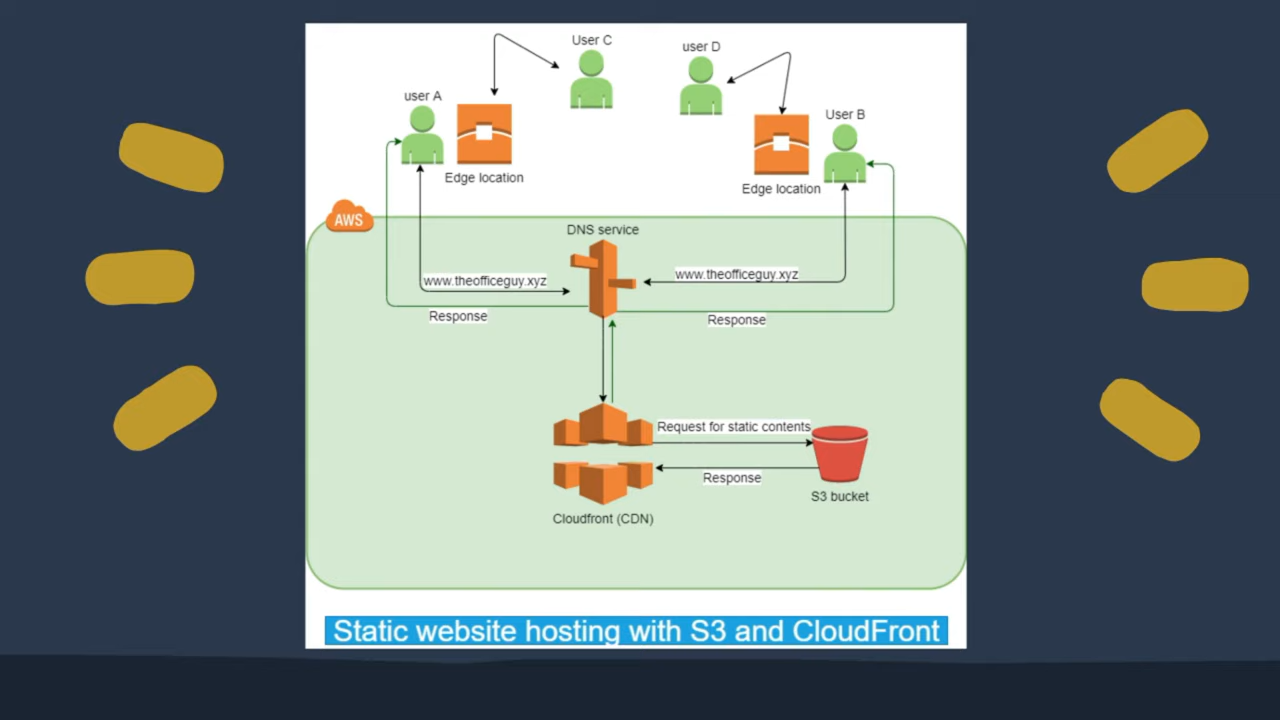 User C
user D
user A
User B
Edge location
Edge location
AWS
DNS service
www.theofficeguy.xyz
www.theofficeguy.xyz
Response
Response
Request for static contents
Response
S3 bucket
Cloudfront (CDN)
Static website hosting with S3 and CloudFront